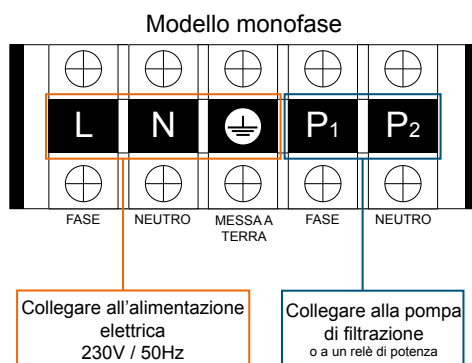 Modello monofase
L N P1 P2
FASE NEUTRO MESSA A TERRA FASE NEUTRO
Collegare all'alimentazione
elettrica
230V / 50Hz
Collegare alla pompa
di filtrazione
o a un relè di potenza